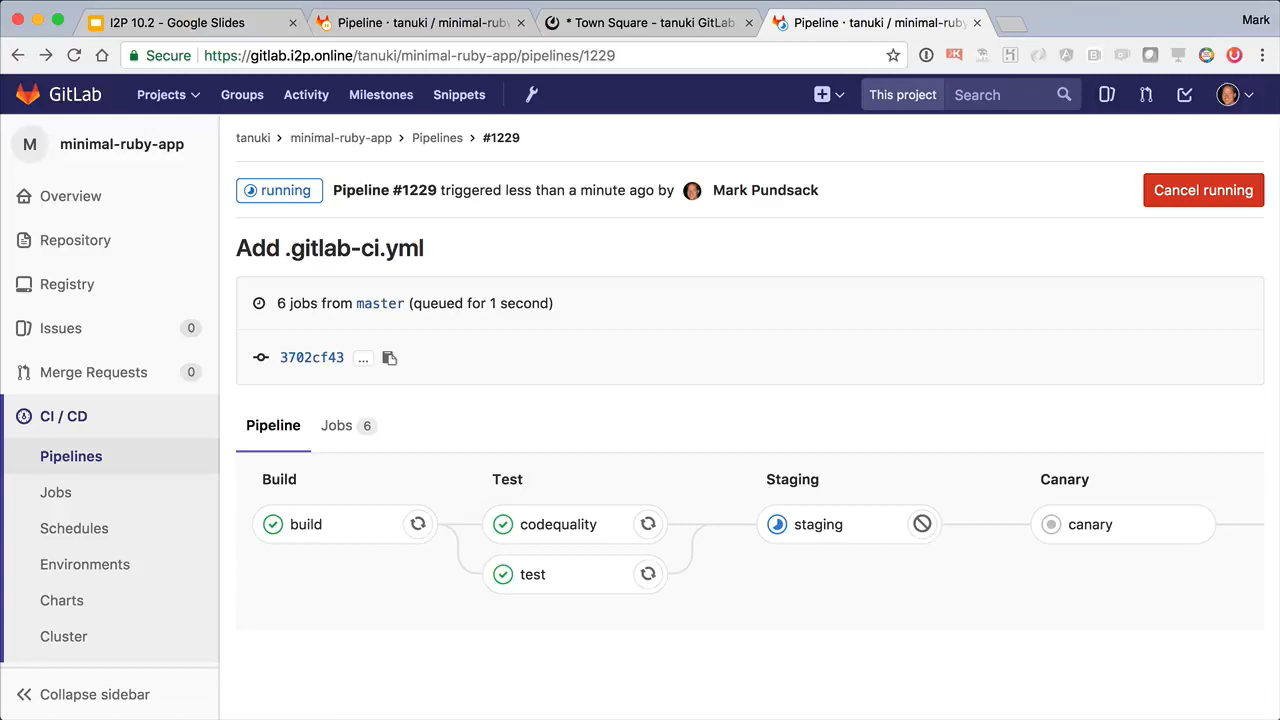 I2P 10.2 - Google Slides
Pipeline · tanuki / minimal-ruby-
* Town Square - tanuki GitLab
Pipeline · tanuki / minimal-ruby-
Mark
Secure https://gitlab.i2p.online/tanuki/minimal-ruby-app/pipelines/1229
GitLab Projects Groups Activity Milestones Snippets This project Search
M minimal-ruby-app
Overview
Repository
Registry
Issues 0
Merge Requests 0
CI / CD
Pipelines
Jobs
Schedules
Environments
Charts
Cluster
Collapse sidebar
tanuki > minimal-ruby-app > Pipelines > #1229
running Pipeline #1229 triggered less than a minute ago by Mark Pundsack Cancel running
Add .gitlab-ci.yml
6 jobs from master (queued for 1 second)
3702cf43 ...
Pipeline Jobs 6
Build Test Staging Canary
build codequality staging canary
test